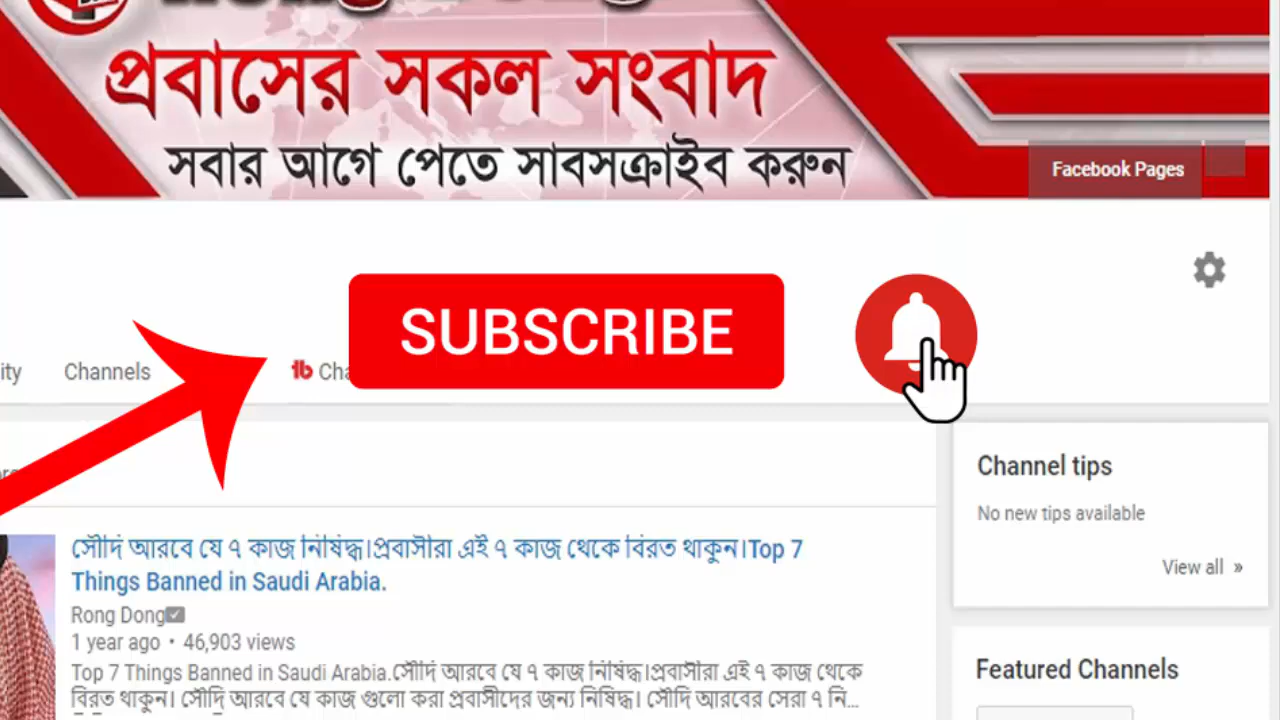 প্রবাসের সকল সংবাদ
সবার আগে পেতে সাবসক্রাইব করুন
Facebook Pages
SUBSCRIBE
ity Channels Cha
Channel tips
No new tips available
View all »
সৌদি আরবে যে ৭ কাজ নিষিদ্ধ।প্রবাসীরা এই ৭ কাজ থেকে বিরত থাকুন।Top 7
Things Banned in Saudi Arabia.
Rong Dong
1 year ago • 46,903 views
Top 7 Things Banned in Saudi Arabia.সৌদি আরবে যে ৭ কাজ নিষিদ্ধ।প্রবাসীরা এই ৭ কাজ থেকে
বিরত থাকুন। সৌদি আরবে যে কাজ গুলো করা প্রবাসীদের জন্য নিষিদ্ধ। সৌদি আরবের সেরা ৭ নি...
Featured Channels